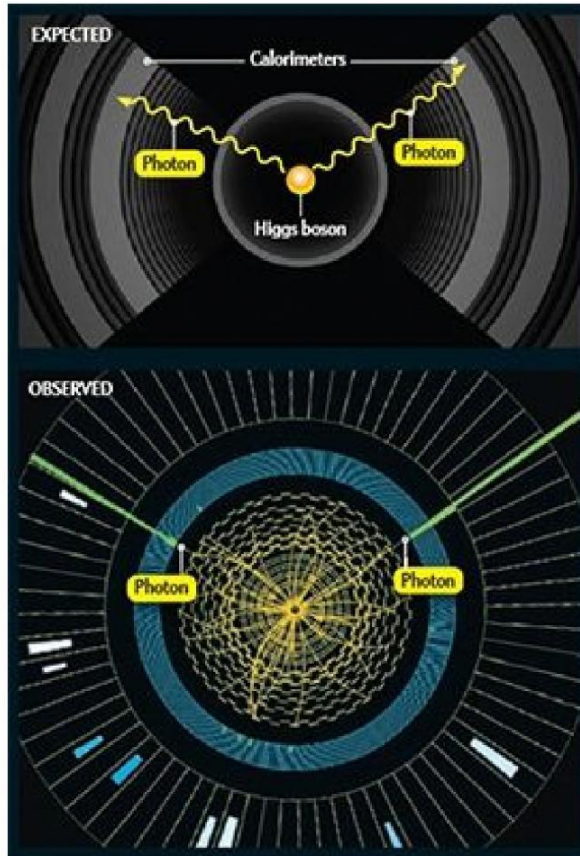 EXPECTED
Calorimeters
Photon
Photon
Higgs boson
OBSERVED
Photon
Photon